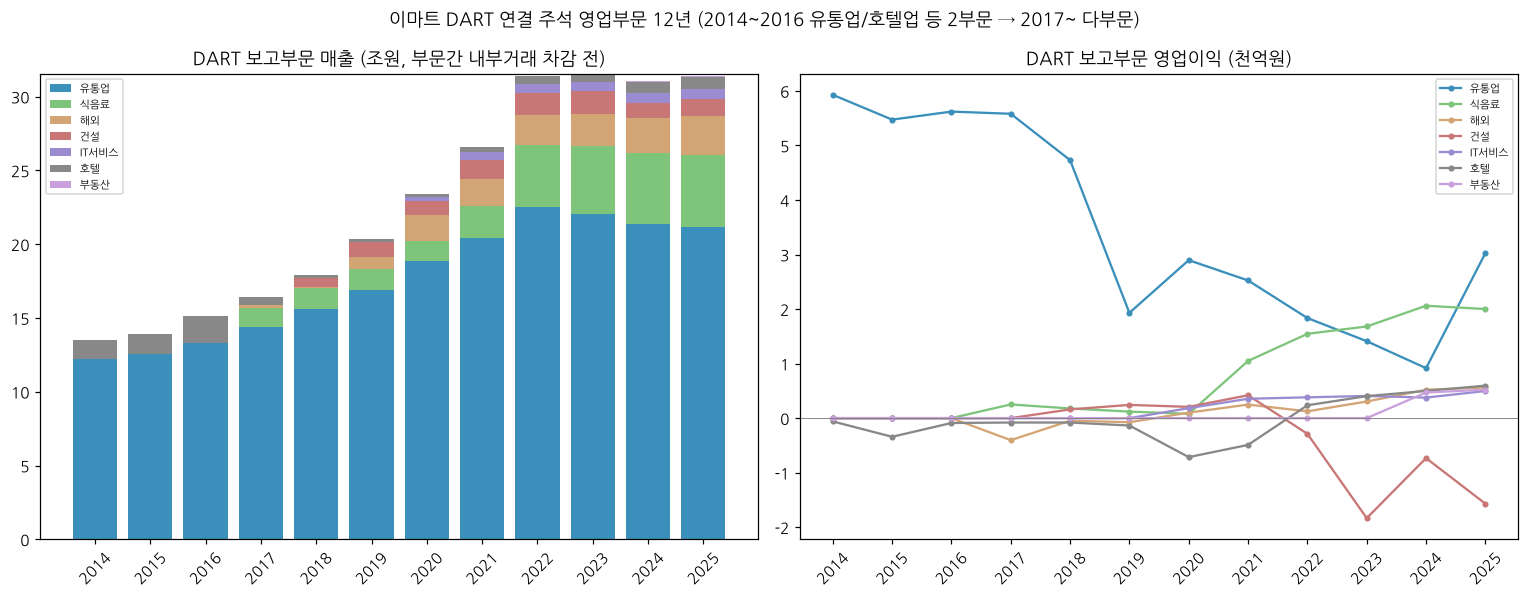 이마트 DART 연결 주석 영업부문 12년 (2014~2016 유통업/호텔업 등 2부문 → 2017~ 다부문)
DART 보고부문 매출 (조원, 부문간 내부거래 차감 전)
유통업
식음료
해외
건설
IT서비스
호텔
부동산
30
25
20
15
10
5
0
2014 2015 2016 2017 2018 2019 2020 2021 2022 2023 2024 2025
DART 보고부문 영업이익 (천억원)
유통업
식음료
해외
건설
IT서비스
호텔
부동산
6
5
4
3
2
1
0
-1
-2
2014 2015 2016 2017 2018 2019 2020 2021 2022 2023 2024 2025